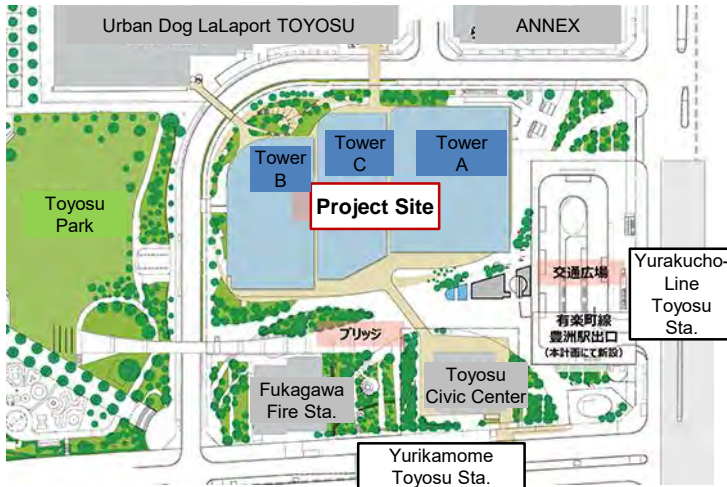 Urban Dog LaLaport TOYOSU
ANNEX
Tower
B
Tower
C
Tower
A
Project Site
Toyosu
Park
交通広場
Yurakucho-
Line
Toyosu
Sta.
有楽町線
豊洲駅出口
(本計画にて新設)
ブリッジ
Fukagawa
Fire Sta.
Toyosu
Civic Center
Yurikamome
Toyosu Sta.